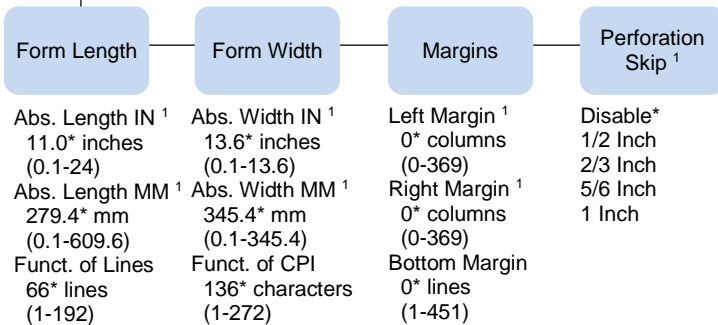 Form Length
Form Width
Margins
Perforation
Skip 1
Abs. Length IN 1
11.0* inches
(0.1-24)
Abs. Length MM 1
279.4* mm
(0.1-609.6)
Funct. of Lines
66* lines
(1-192)
Abs. Width IN 1
13.6* inches
(0.1-13.6)
Abs. Width MM 1
345.4* mm
(0.1-345.4)
Funct. of CPI
136* characters
(1-272)
Left Margin 1
0* columns
(0-369)
Right Margin 1
0* columns
(0-369)
Bottom Margin
0* lines
(1-451)
Disable*
1/2 Inch
2/3 Inch
5/6 Inch
1 Inch